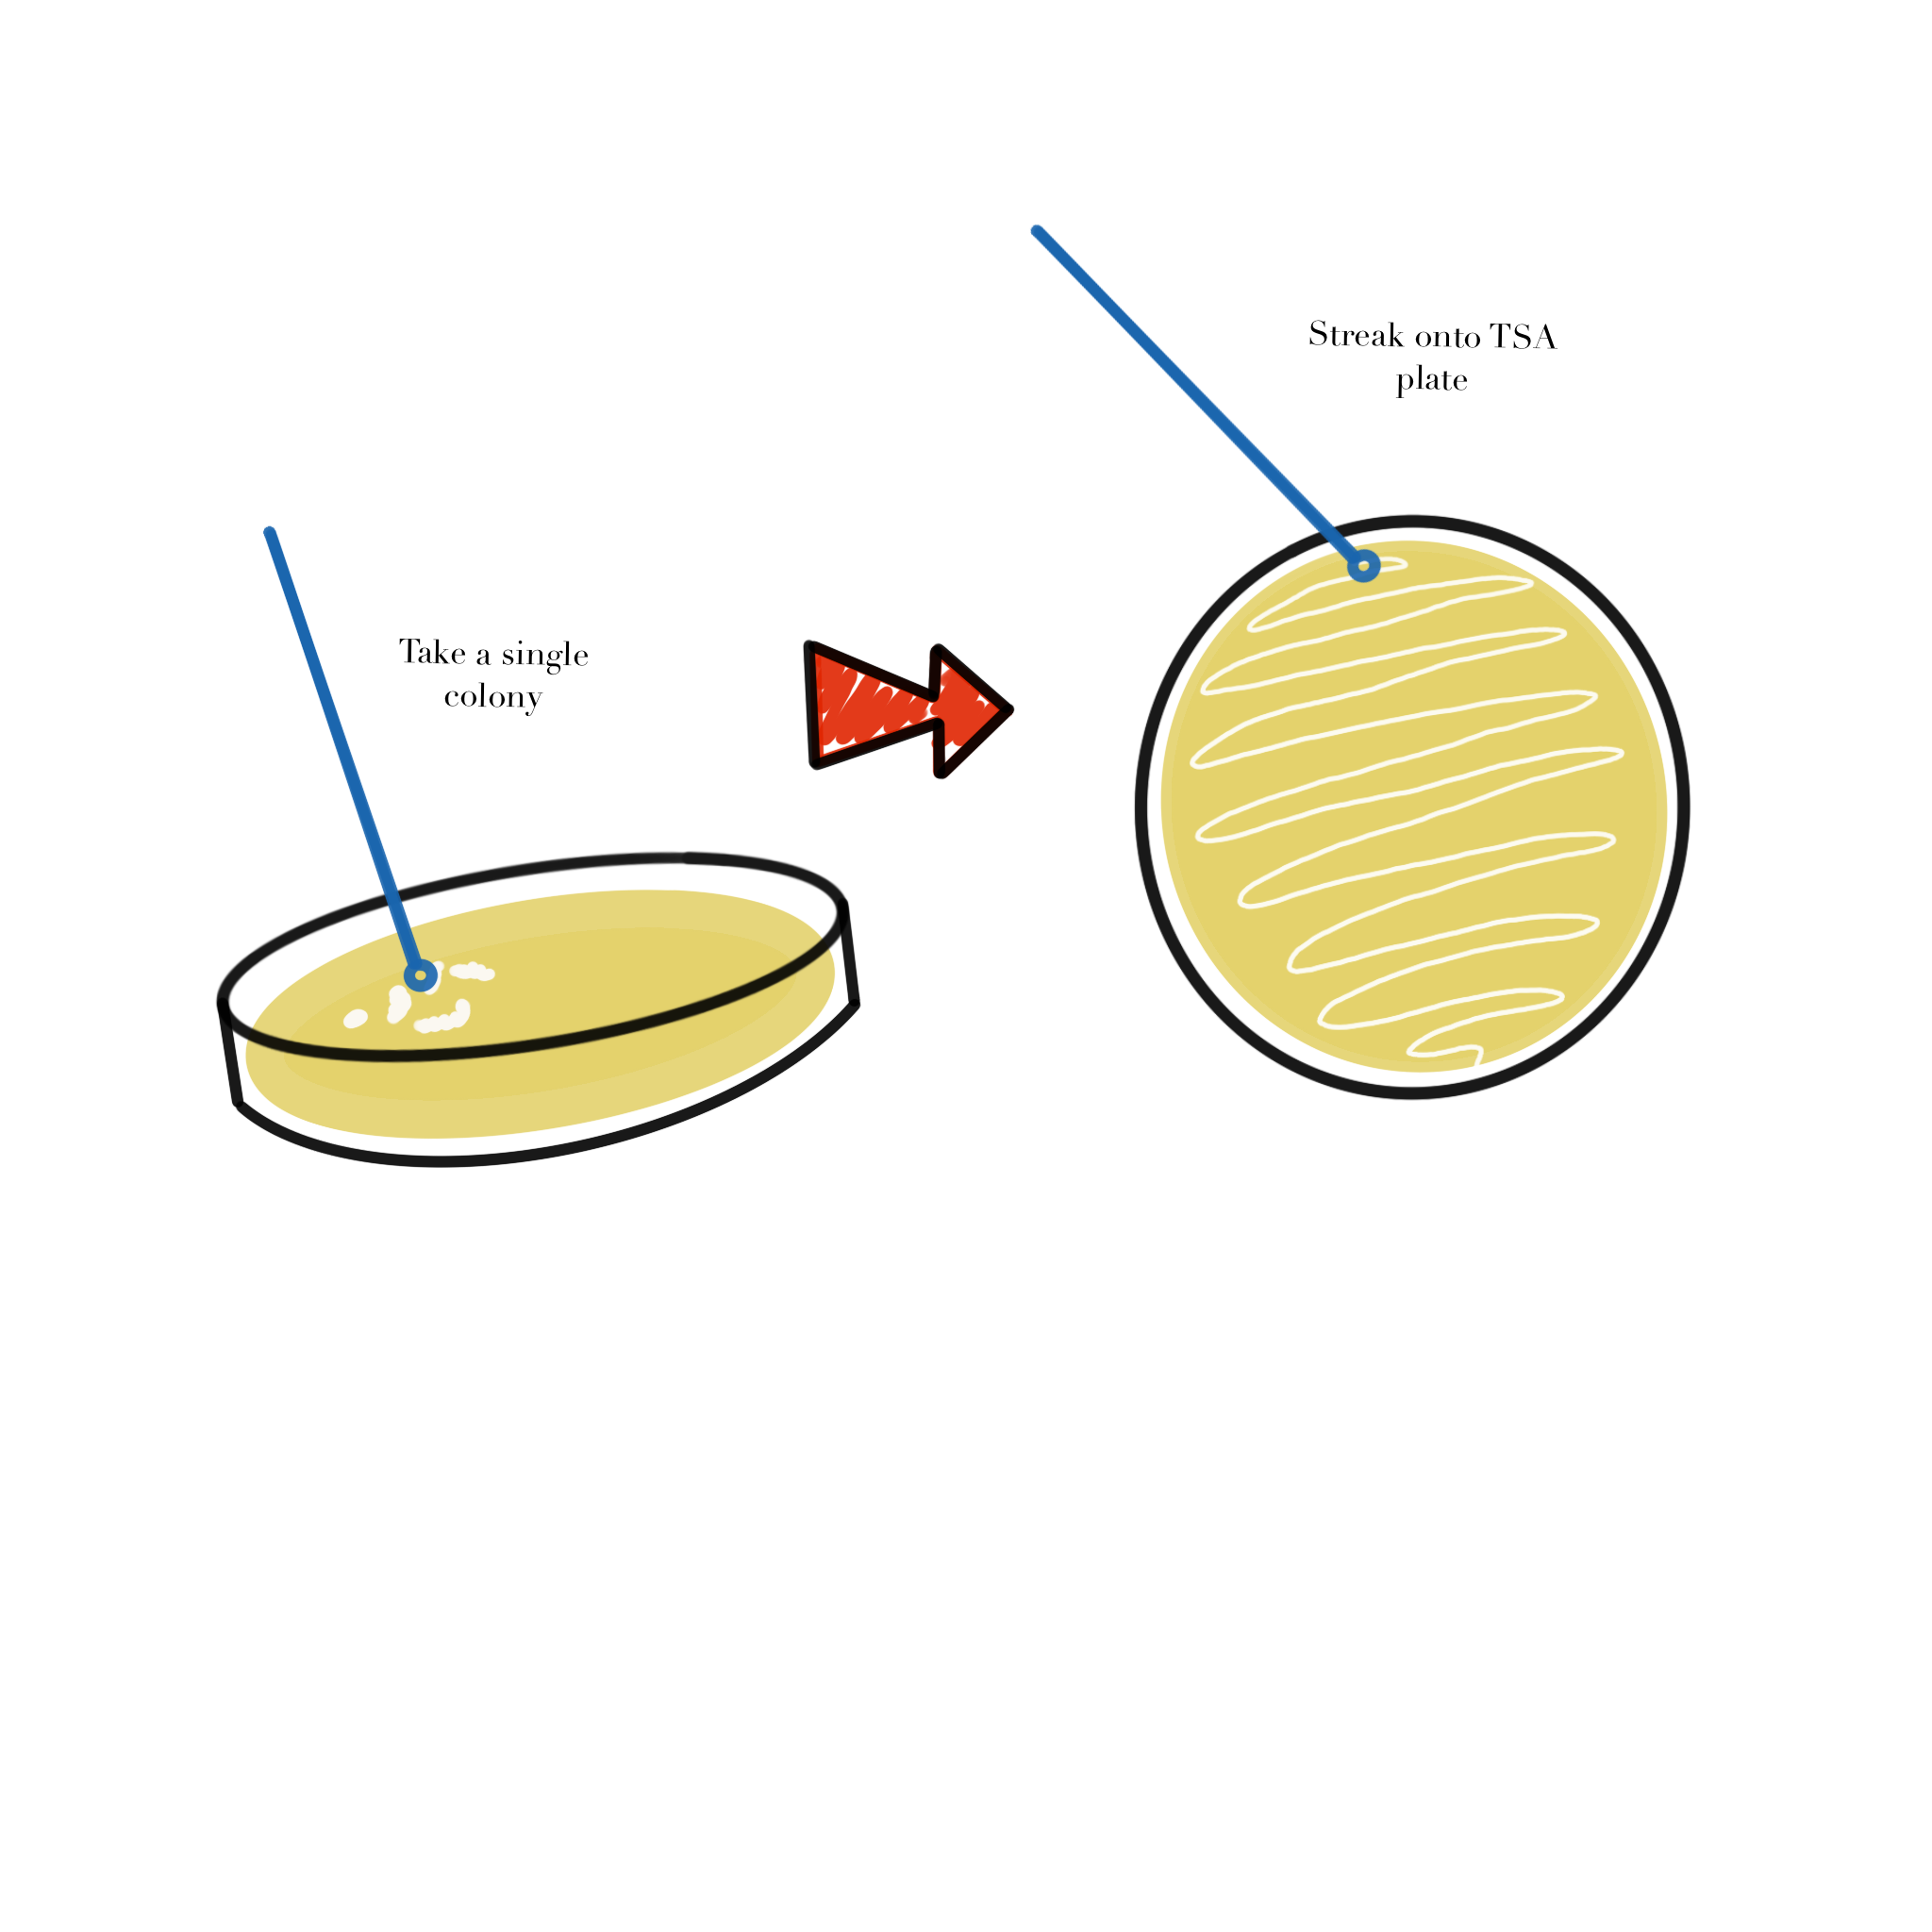 Take a single
colony
Streak onto TSA
plate